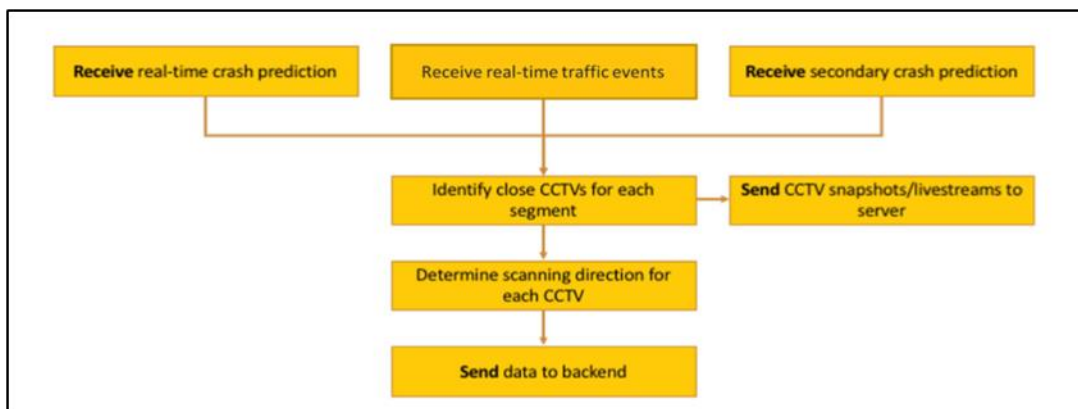 Receive real-time crash prediction
Receive real-time traffic events
Receive secondary crash prediction
Identify close CCTVs for each
segment
Send CCTV snapshots/livestreams to
server
Determine scanning direction for
each CCTV
Send data to backend